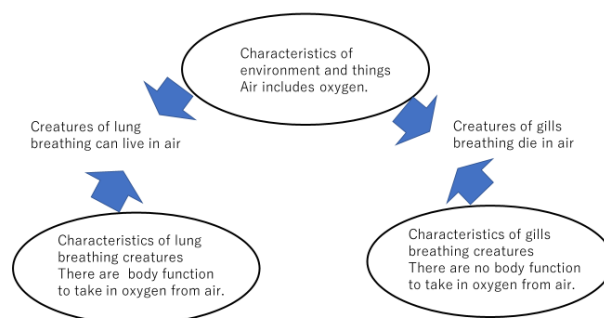 Characteristics of
environment and things
Air includes oxygen.
Creatures of lung
breathing can live in air
Creatures of gills
breathing die in air
Characteristics of lung
breathing creatures
There are body function
to take in oxygen from air.
Characteristics of gills
breathing creatures
There are no body function
to take in oxygen from air.